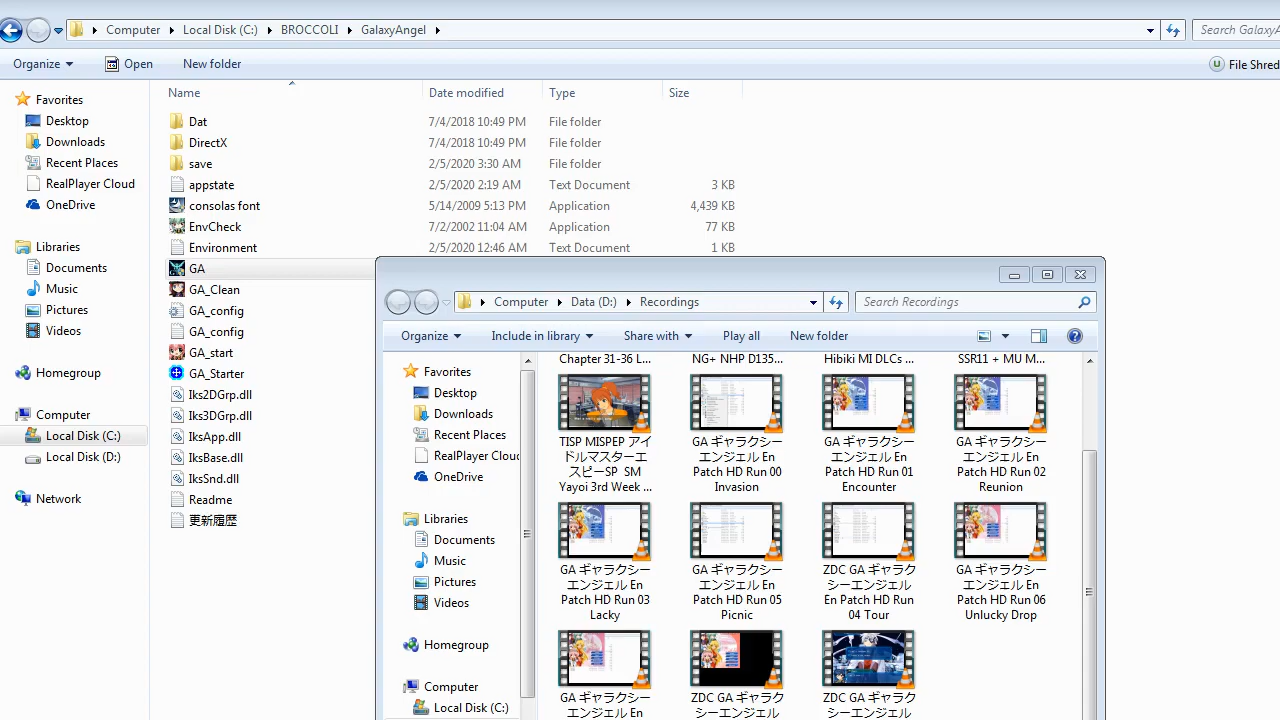 Computer Local Disk (C:) BROCCOLI GalaxyAngel
Search GalaxyA
Organize Open New folder
File Shred
Name Date modified Type Size
Favorites
Desktop
Downloads
Recent Places
RealPlayer Cloud
OneDrive
Libraries
Documents
Music
Pictures
Videos
Homegroup
Computer
Local Disk (C:)
Local Disk (D:)
Network
Dat 7/4/2018 10:49 PM File folder
DirectX 7/4/2018 10:49 PM File folder
save 2/5/2020 3:30 AM File folder
appstate 2/5/2020 2:19 AM Text Document 3 KB
consolas font 5/14/2009 5:13 PM Application 4,439 KB
EnvCheck 7/2/2002 11:04 AM Application 77 KB
Environment 2/5/2020 12:46 AM Text Document 1 KB
GA
GA_Clean
GA_config
GA_config
GA_start
GA_Starter
Iks2DGrp.dll
Iks3DGrp.dll
IksApp.dll
IksBase.dll
IksSnd.dll
Readme
更新履歴
Computer Data (D:) Recordings
Search Recordings
Organize Include in library Share with Play all New folder
Favorites
Desktop
Downloads
Recent Places
RealPlayer Clou
OneDrive
Libraries
Documents
Music
Pictures
Videos
Homegroup
Computer
Local Disk (C:)
Chapter 31-36 L...
NG+ NHP D135...
Hibiki MI DLCs ...
SSR11 + MU M...
TISP MISPEP アイ
ドルマスターエ
スピーSP SM
Yayoi 3rd Week ...
GA ギャラクシー
エンジェル En
Patch HD Run 00
Invasion
GA ギャラクシー
エンジェル En
Patch HD Run 01
Encounter
GA ギャラクシー
エンジェル En
Patch HD Run 02
Reunion
GA ギャラクシー
エンジェル En
Patch HD Run 03
Lacky
GA ギャラクシー
エンジェル En
Patch HD Run 05
Picnic
ZDC GA ギャラク
シーエンジェル
En Patch HD Run
04 Tour
GA ギャラクシー
エンジェル En
Patch HD Run 06
Unlucky Drop
GA ギャラクシー
エンジェル En
ZDC GA ギャラク
シーエンジェル
ZDC GA ギャラク
シーエンジェル